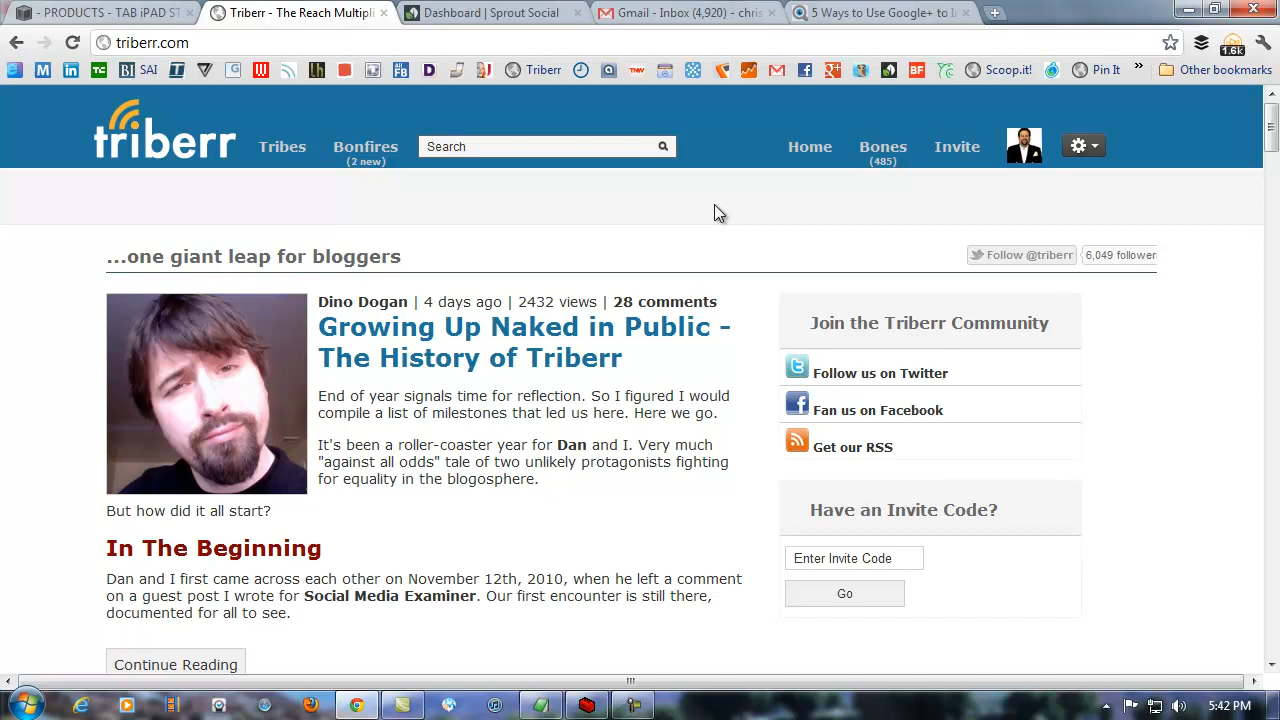 - PRODUCTS - TAB iPAD ST
Triberr - The Reach Multipli
Dashboard | Sprout Social
Gmail - Inbox (4,920) - chris
5 Ways to Use Google+ to I
triberr.com
1.6k
SAI
Triberr
Scoop.it!
Pin It
Other bookmarks
triberr
Tribes
Bonfires
(2 new)
Search
Home
Bones
(485)
Invite
...one giant leap for bloggers
Follow @triberr
6,049 follower
Dino Dogan | 4 days ago | 2432 views | 28 comments
Growing Up Naked in Public -
The History of Triberr
End of year signals time for reflection. So I figured I would
compile a list of milestones that led us here. Here we go.
It's been a roller-coaster year for Dan and I. Very much
"against all odds" tale of two unlikely protagonists fighting
for equality in the blogosphere.
But how did it all start?
In The Beginning
Dan and I first came across each other on November 12th, 2010, when he left a comment
on a guest post I wrote for Social Media Examiner. Our first encounter is still there,
documented for all to see.
Continue Reading
Join the Triberr Community
Follow us on Twitter
Fan us on Facebook
Get our RSS
Have an Invite Code?
Enter Invite Code
Go
5:42 PM